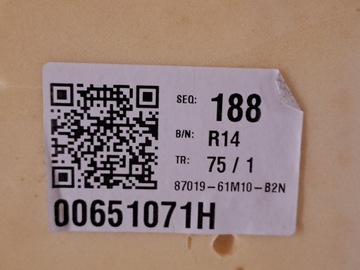 SEQ: 188
B/N: R14
TR: 75 / 1
87019-61M10-B2N
00651071H